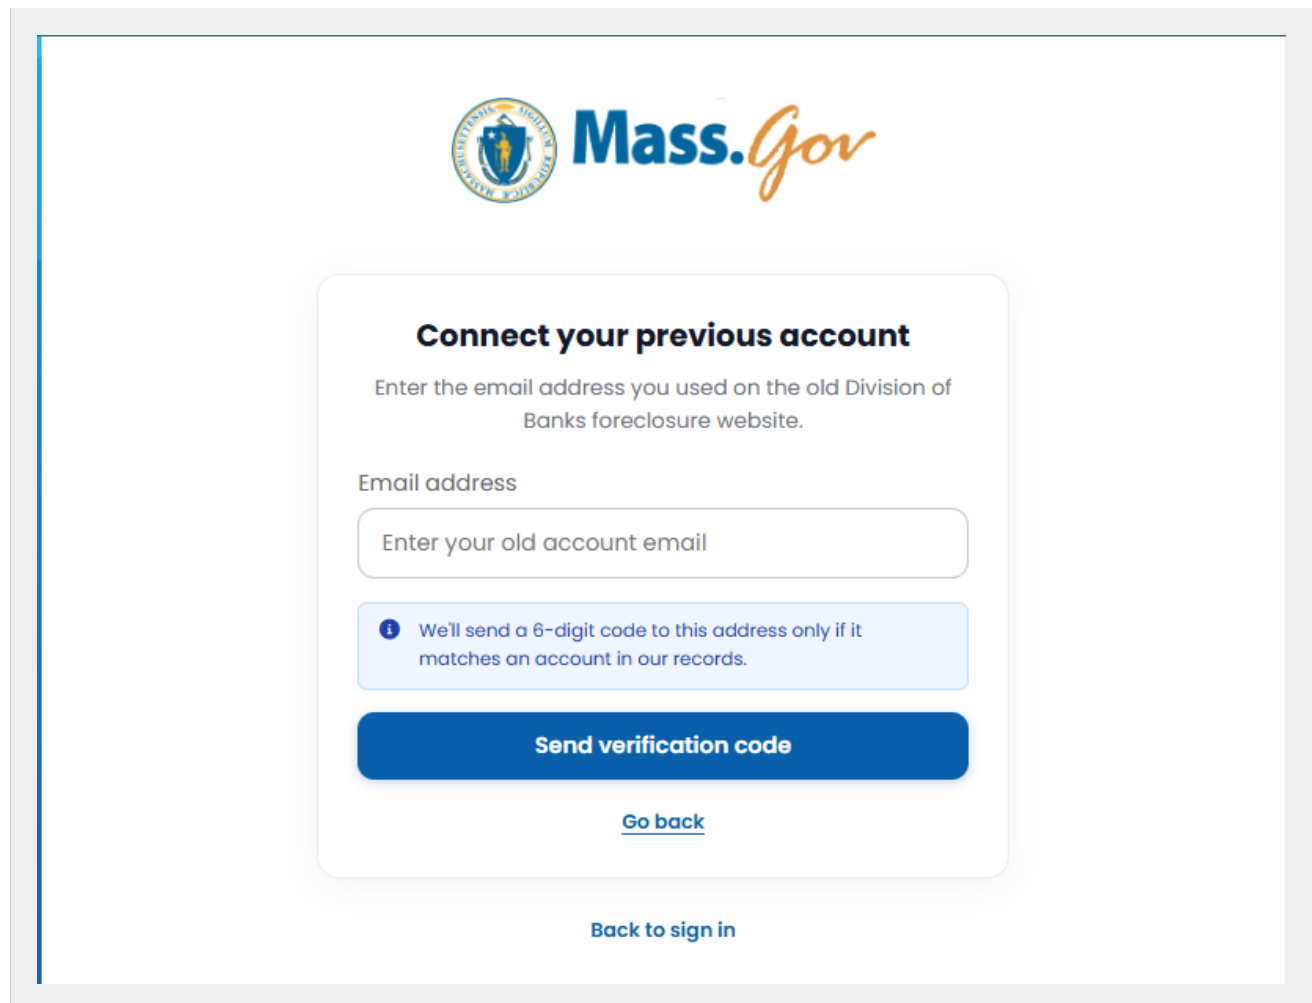 Mass.Gov
Connect your previous account
Enter the email address you used on the old Division of
Banks foreclosure website.
Email address
Enter your old account email
We'll send a 6-digit code to this address only if it
matches an account in our records.
Send verification code
Go back
Back to sign in